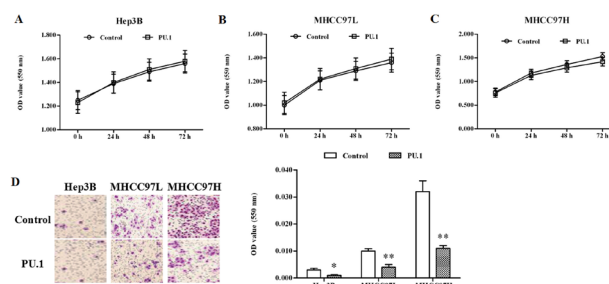 A
Hep3B
Control PU.1
OD value (550 nm)
1.600
1.400
1.200
1.000
0 h 24 h 48 h 72 h
B
MHCC97L
Control PU.1
OD value (550 nm)
1.600
1.400
1.200
1.000
0.800
0 h 24 h 48 h 72 h
C
MHCC97H
Control PU.1
OD value (550 nm)
2.000
1.500
1.000
0.500
0.000
0 h 24 h 48 h 72 h
D
Hep3B MHCC97L MHCC97H
Control
PU.1
Control PU.1
OD value (550 nm)
0.040
0.030
0.020
0.010
0.000
* ** **
Hep3B MHCC97L MHCC97H